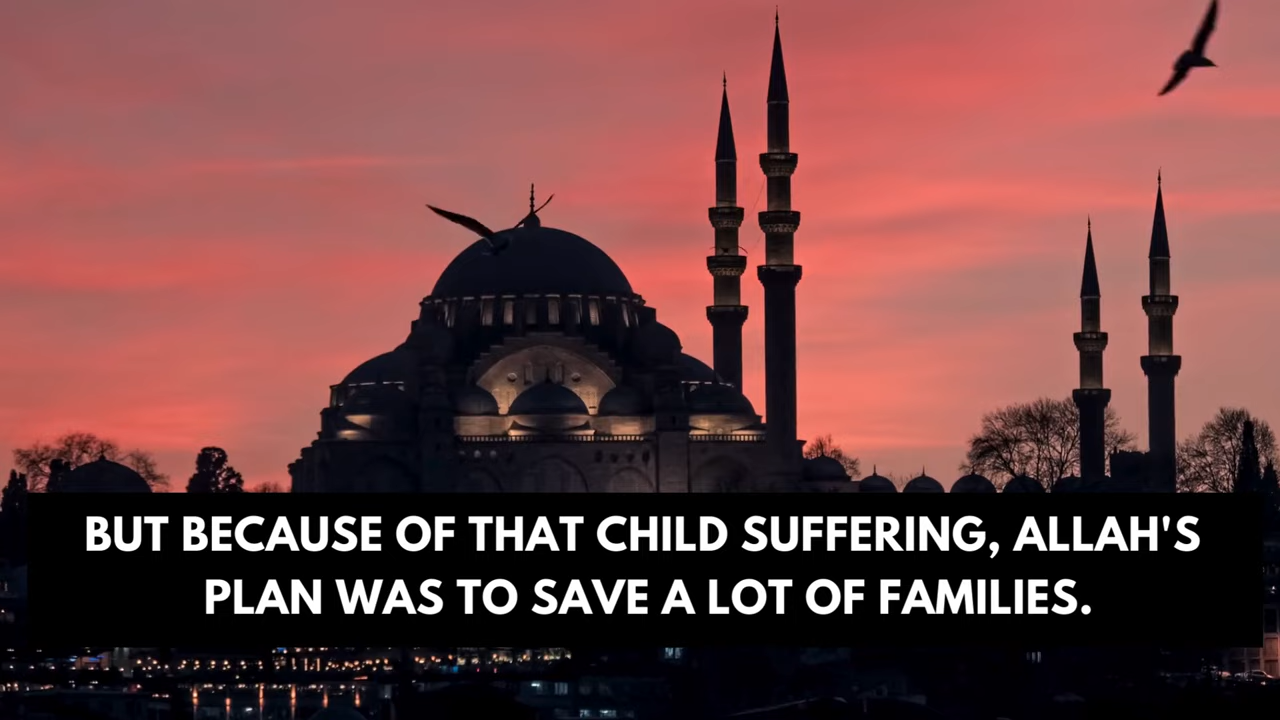 BUT BECAUSE OF THAT CHILD SUFFERING, ALLAH'S
PLAN WAS TO SAVE A LOT OF FAMILIES.